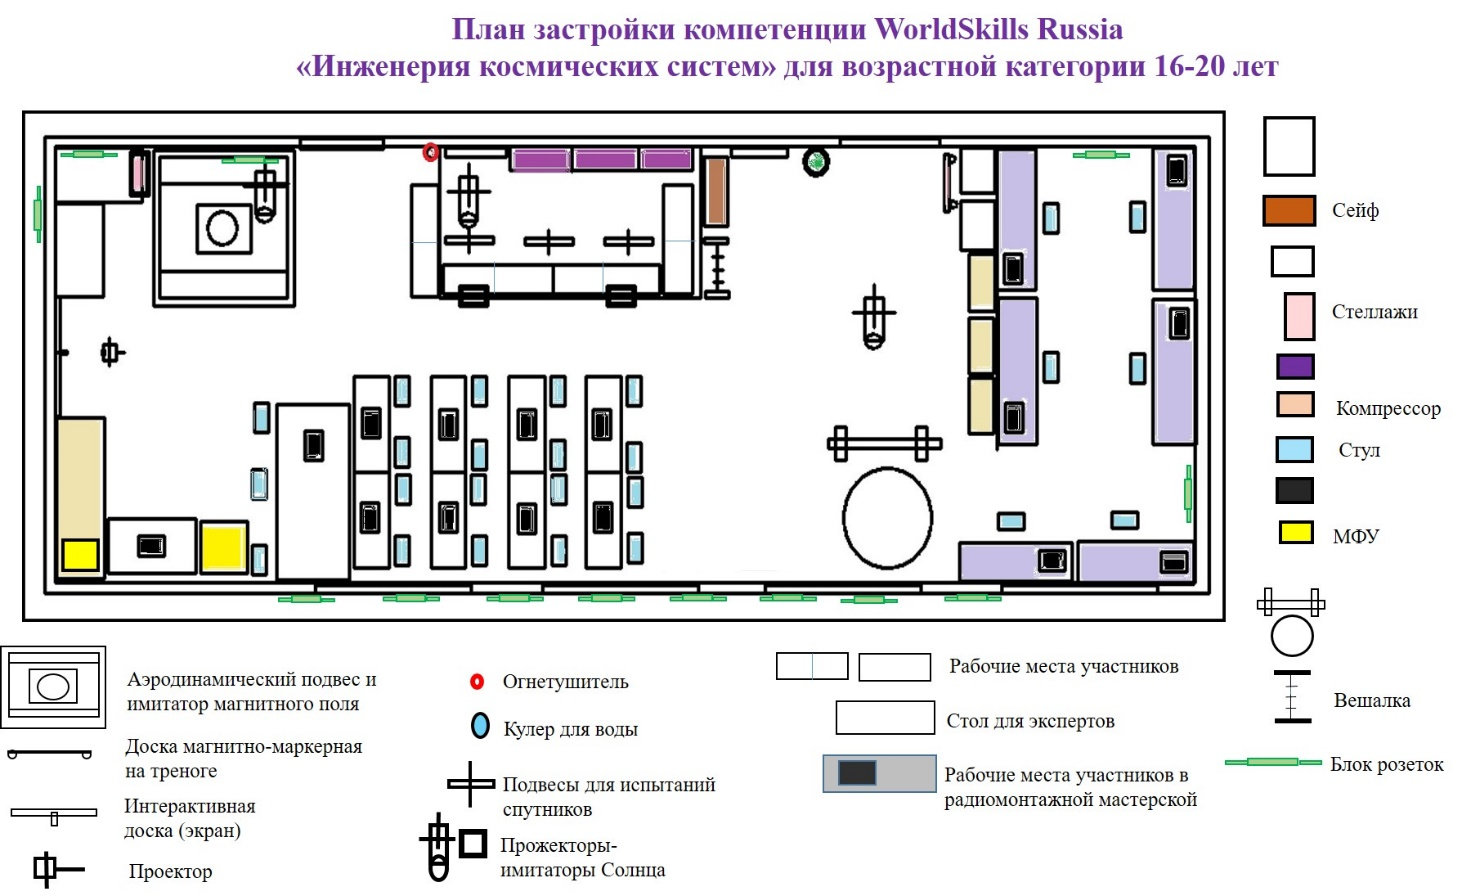 План застройки компетенции WorldSkills Russia
«Инженерия космических систем» для возрастной категории 16-20 лет
Сейф
Стеллажи
Компрессор
Стул
МФУ
Вешалка
Блок розеток
Аэродинамический подвес и
имитатор магнитного поля
Доска магнитно-маркерная
на треноге
Интерактивная
доска (экран)
Проектор
Огнетушитель
Кулер для воды
Подвесы для испытаний
спутников
Прожекторы-
имитаторы Солнца
Рабочие места участников
Стол для экспертов
Рабочие места участников в
радиомонтажной мастерской